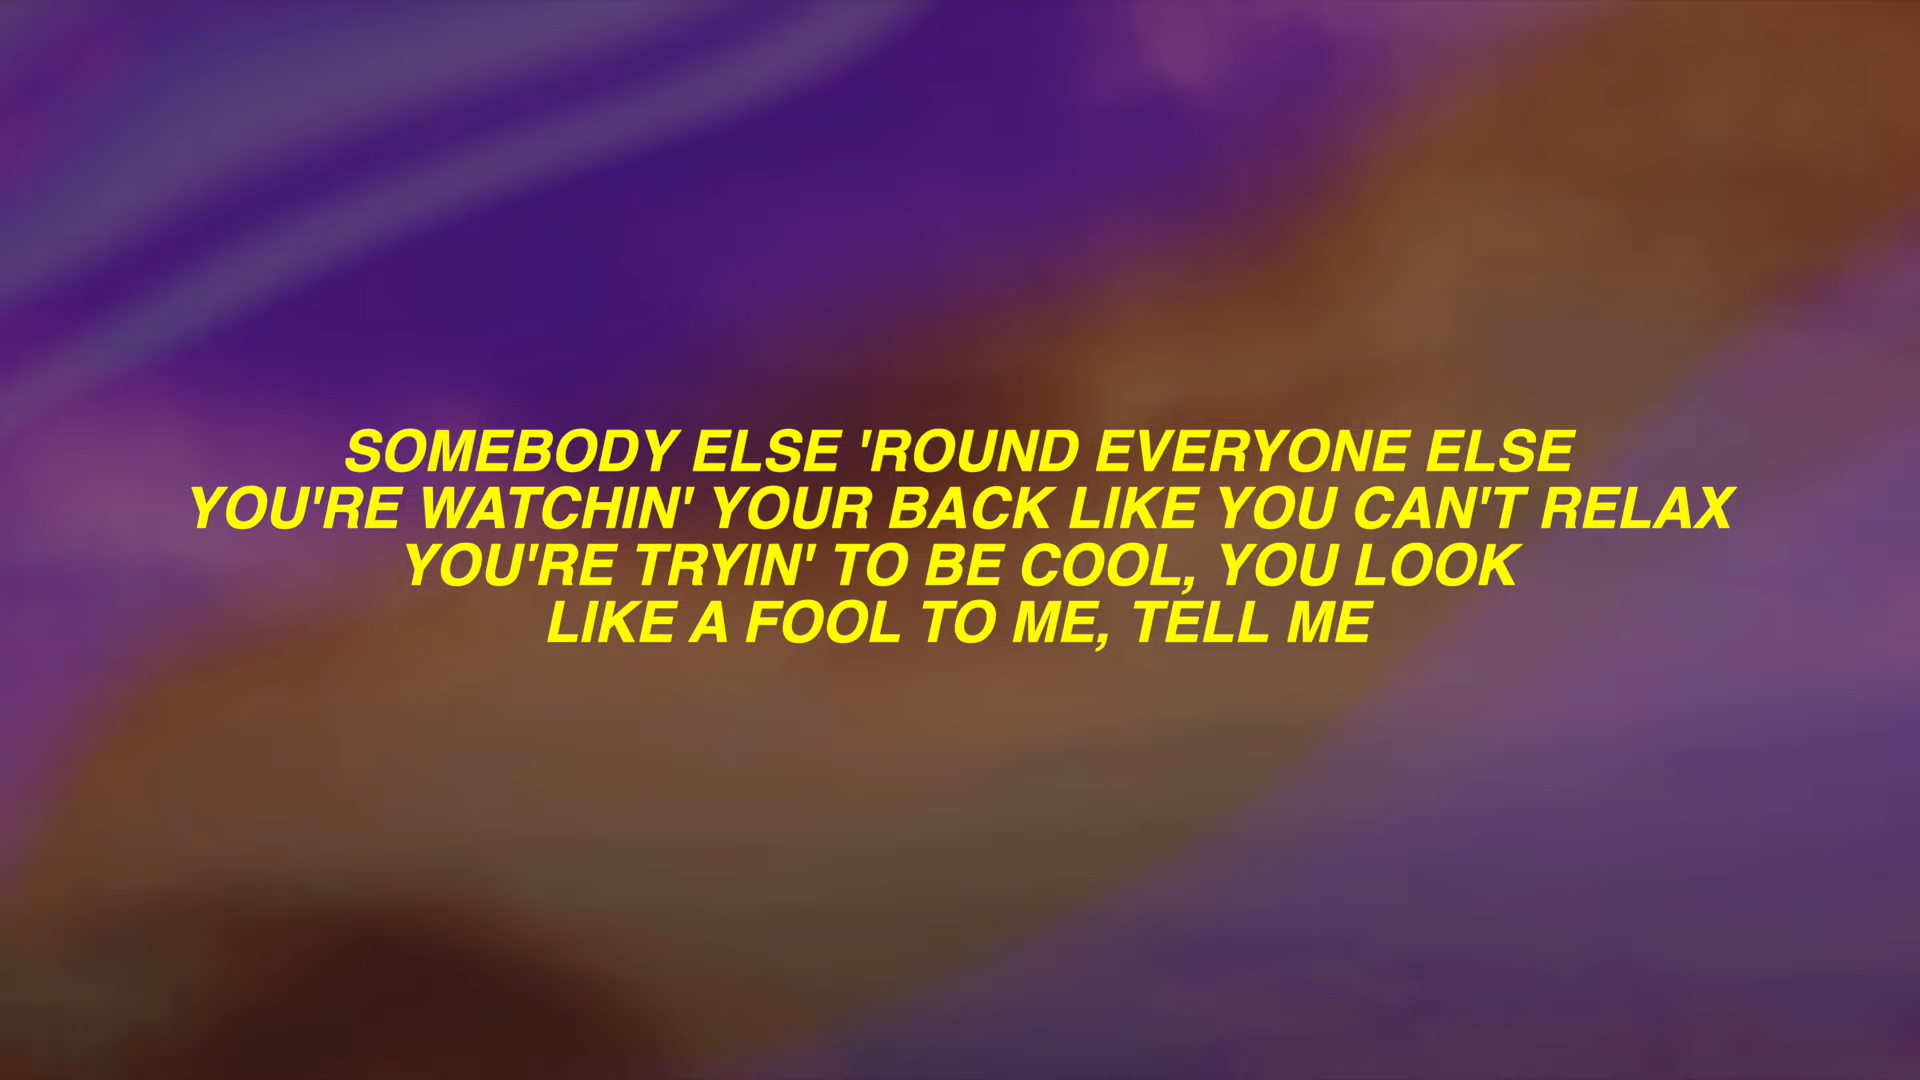 SOMEBODY ELSE 'ROUND EVERYONE ELSE
YOU'RE WATCHIN' YOUR BACK LIKE YOU CAN'T RELAX
YOU'RE TRYIN' TO BE COOL, YOU LOOK
LIKE A FOOL TO ME, TELL ME